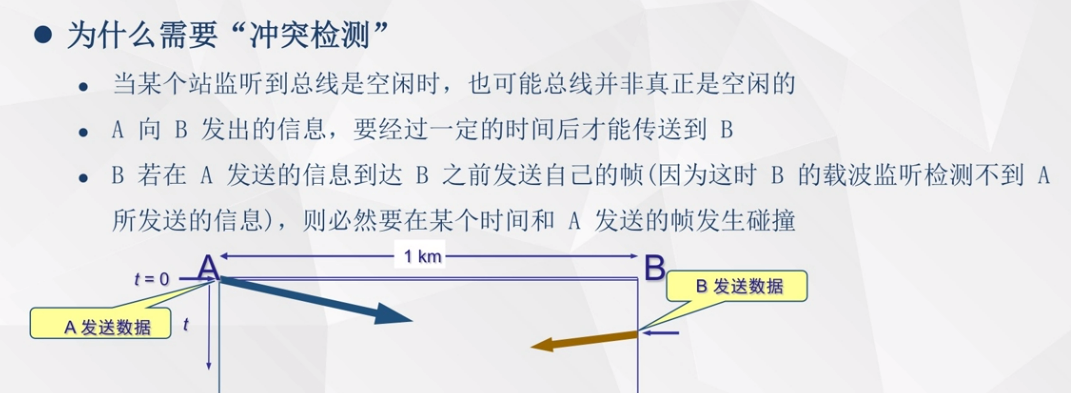 为什么需要“冲突检测”
当某个站监听到总线是空闲时，也可能总线并非真正是空闲的
A 向 B 发出的信息，要经过一定的时间后才能传送到 B
B 若在 A 发送的信息到达 B 之前发送自己的帧(因为这时 B 的载波监听检测不到 A
所发送的信息)，则必然要在某个时间和 A 发送的帧发生碰撞
1 km
A
B
t = 0
B 发送数据
A 发送数据
t